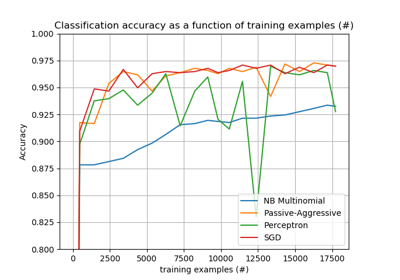 Classification accuracy as a function of training examples (#)
1.000
0.975
0.950
0.925
0.900
0.875
0.850
0.825
0.800
Accuracy
NB Multinomial
Passive-Aggressive
Perceptron
SGD
0 2500 5000 7500 10000 12500 15000 17500
training examples (#)